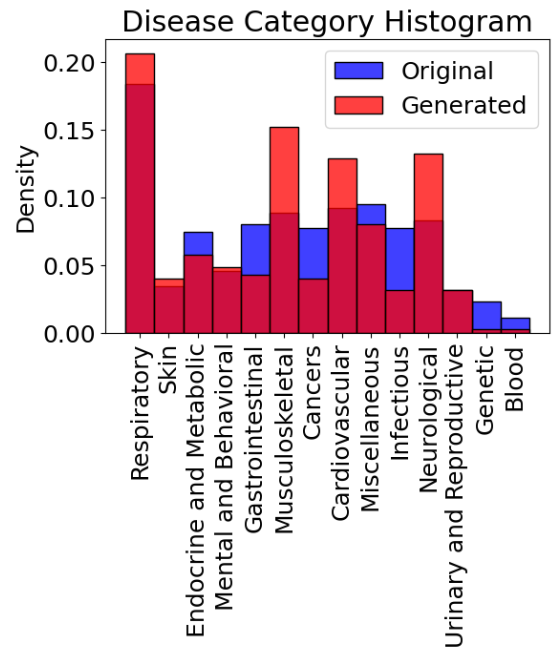 Disease Category Histogram
Original
Generated
Density
0.20
0.15
0.10
0.05
0.00
Respiratory
Skin
Endocrine and Metabolic
Mental and Behavioral
Gastrointestinal
Musculoskeletal
Cancers
Cardiovascular
Miscellaneous
Infectious
Neurological
Urinary and Reproductive
Genetic
Blood